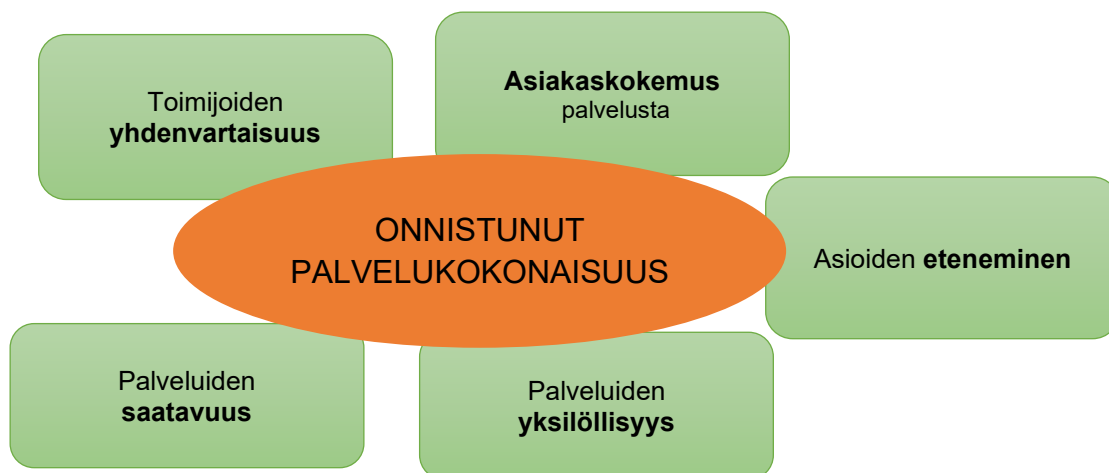 Toimijoiden
yhdenvartaisuus
Asiakaskokemus
palvelusta
ONNISTUNUT
PALVELUKOKONAISUUS
Asioiden eteneminen
Palveluiden
saatavuus
Palveluiden
yksilöllisyys